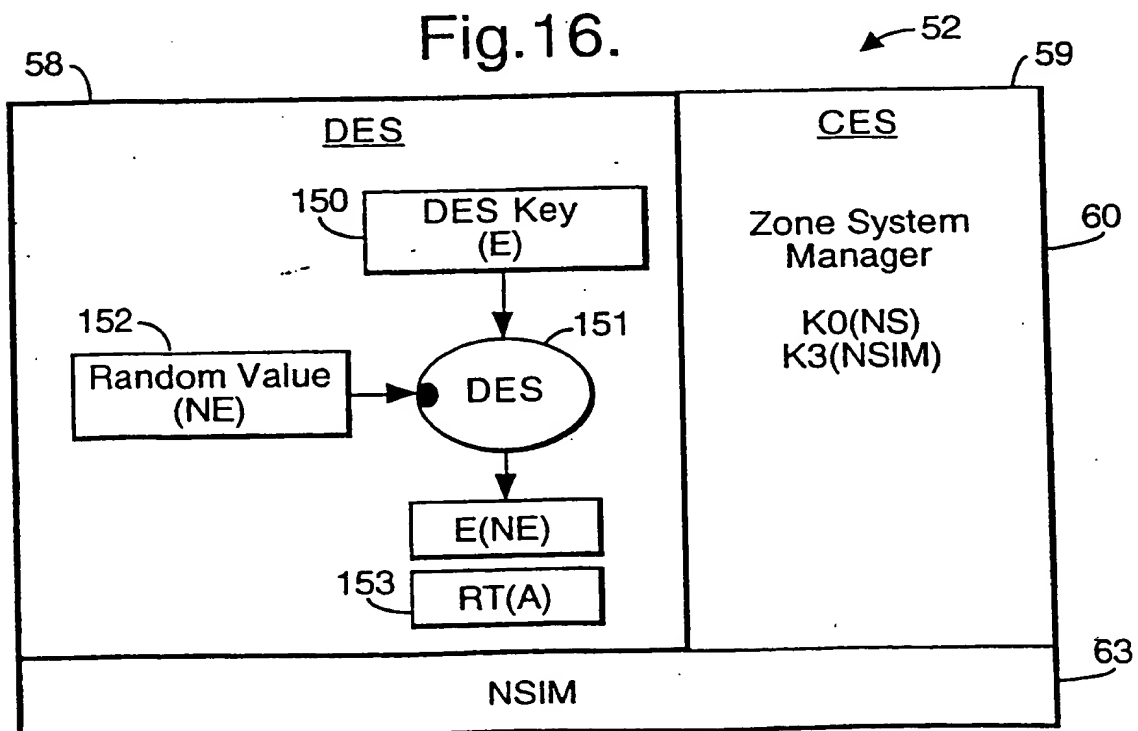 Fig.16.
52
58
59
DES
CES
150
DES Key
(E)
Zone System
Manager
60
152
151
K0(NS)
K3(NSIM)
Random Value
(NE)
DES
E(NE)
153
RT(A)
63
NSIM